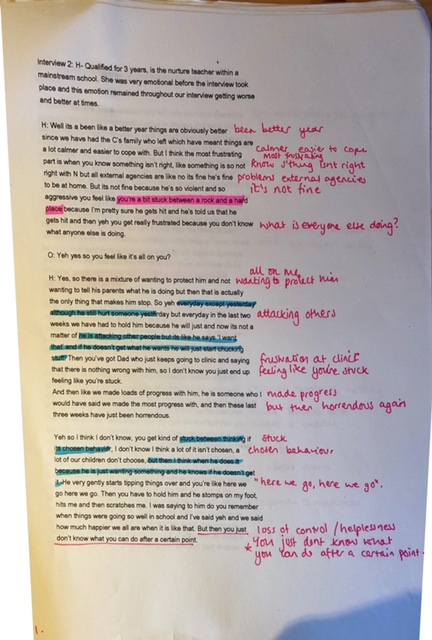 Interview 2: H- Qualified for 3 years, is the nurture teacher within a
mainstream school. She was very emotional before the interview took
place and this emotion remained throughout our interview getting worse
and better at times.
H: Well its a been like a better year things are obviously better been better year
since we have had the C's family who left which have meant things are
a lot calmer and easier to cope with. But I think the most frustrating calmer, easier to cope
most frustrating
part is when you know something isn't right, like something is so not know s'thing isnt right
right with N but all external agencies are like no its fine he's fine problems external agencies
to be at home. But its not fine because he's so violent and so it's not fine
aggressive you feel like you're a bit stuck between a rock and a hard
place because I'm pretty sure he gets hit and he's told us that he
gets hit and then yeh you get really frustrated because you don't know what is everyone else doing?
what anyone else is doing.
O: Yeh yes so you feel like it's all on you?
all on me
H: Yes, so there is a mixture of wanting to protect him and not wanting to protect him
wanting to tell his parents what he is doing but then that is actually
the only thing that makes him stop. So yeh everyday except yesterday
although he still hurt someone yesterday but everyday in the last two attacking others
weeks we have had to hold him because he will just and now its not a
matter of he is attacking other people but its like he says 'I want
that' and if he doesn't get what he wants he will just start chucking
stuff. Then you've got Dad who just keeps going to clinic and saying frustration at clinic
that there is nothing wrong with him, so I don't know you just end up feeling like you're stuck
feeling like you're stuck.
And then like we made loads of progress with him, he is someone who I made progress
would have said we made the most progress with, and then these last but then horrendous again
three weeks have just been horrendous.
Yeh so I think I don't know, you get kind of stuck between thinking if stuck
its chosen behavior, I don't know I think a lot of it isn't chosen, a chosen behaviour
lot of our children don't choose, but then I think when he does it
because he is just wanting something and he knows if he doesn't get
it. He very gently starts tipping things over and you're like here we "here we go, here we go".
go here we go. Then you have to hold him and he stomps on my foot,
hits me and then scratches me. I was saying to him do you remember
when things were going so well in school and I've said yeh and we said
how much happier we all are when it is like that. But then you just loss of control / helplessness
don't know what you can do after a certain point. * You just dont know what
you can do after a certain point.
1.